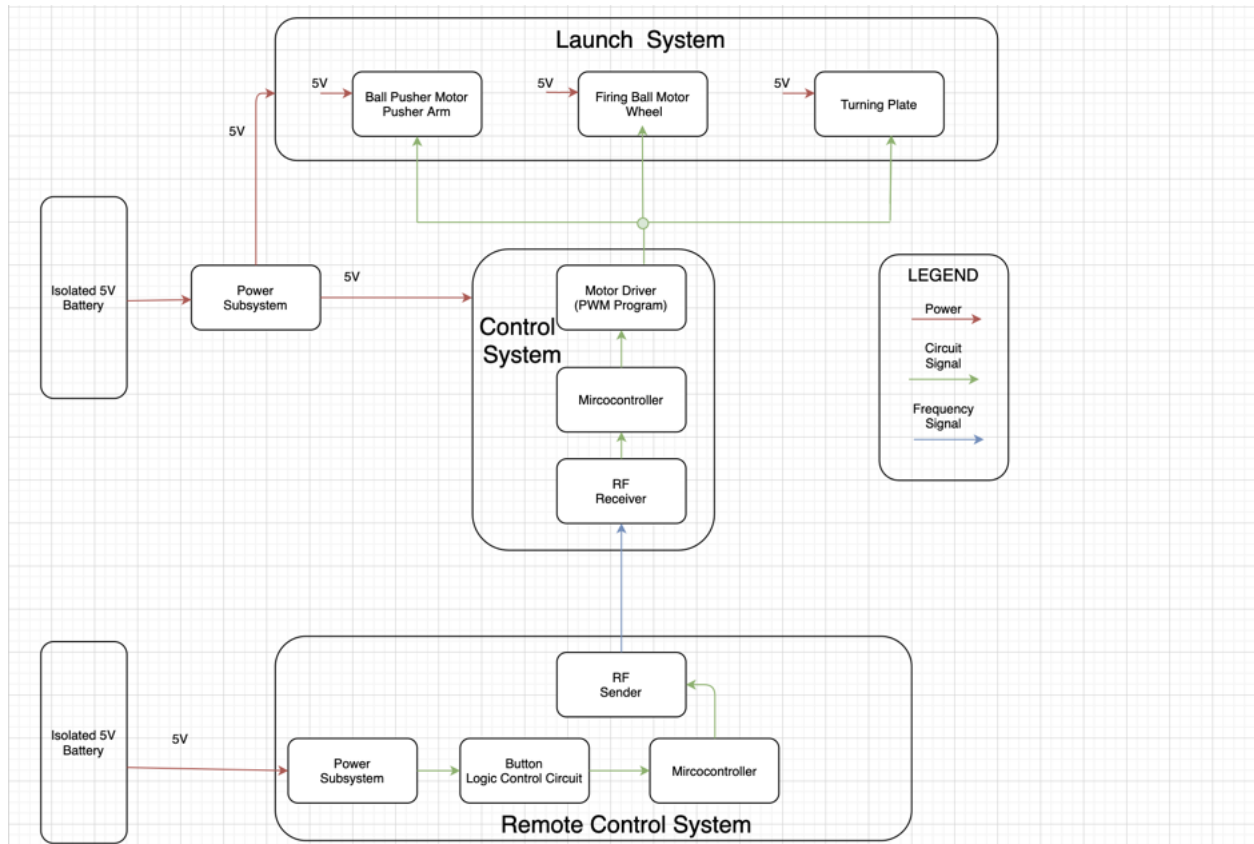 Launch  System
5V
Ball Pusher Motor
Pusher Arm
5V
Firing Ball Motor
Wheel
5V
Turning Plate
5V
Isolated 5V
Battery
Power
Subsystem
5V
Control
System
Motor Driver
(PWM Program)
Mircocontroller
RF
Receiver
LEGEND
Power
Circuit
Signal
Frequency
Signal
Isolated 5V
Battery
5V
RF
Sender
Power
Subsystem
Button
Logic Control Circuit
Mircocontroller
Remote Control System